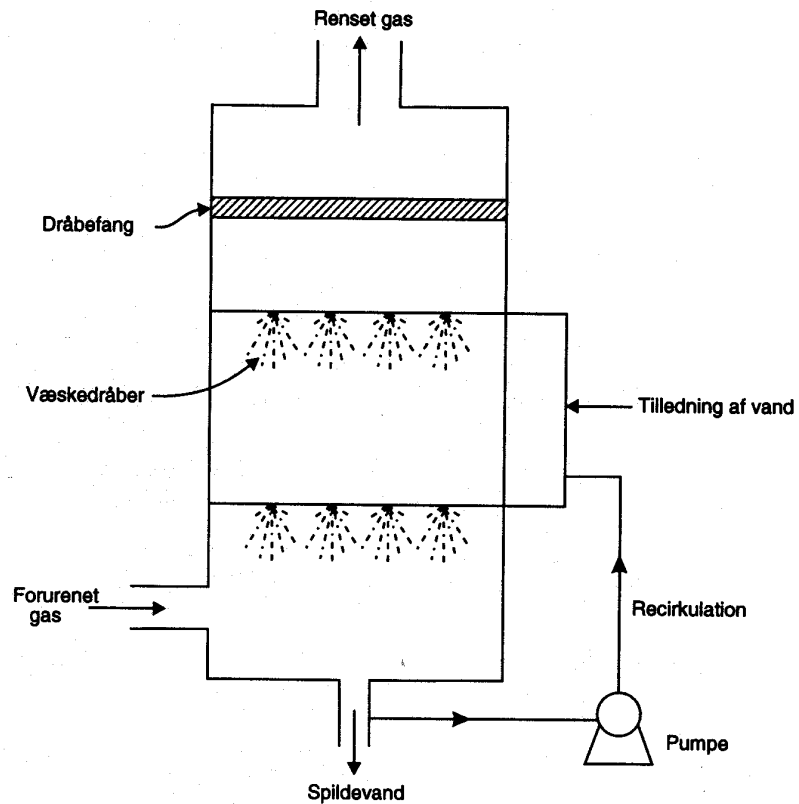 Renset gas
Dråbefang
Væskedråber
Tilledning af vand
Forurenet
gas
Recirkulation
Pumpe
Spildevand